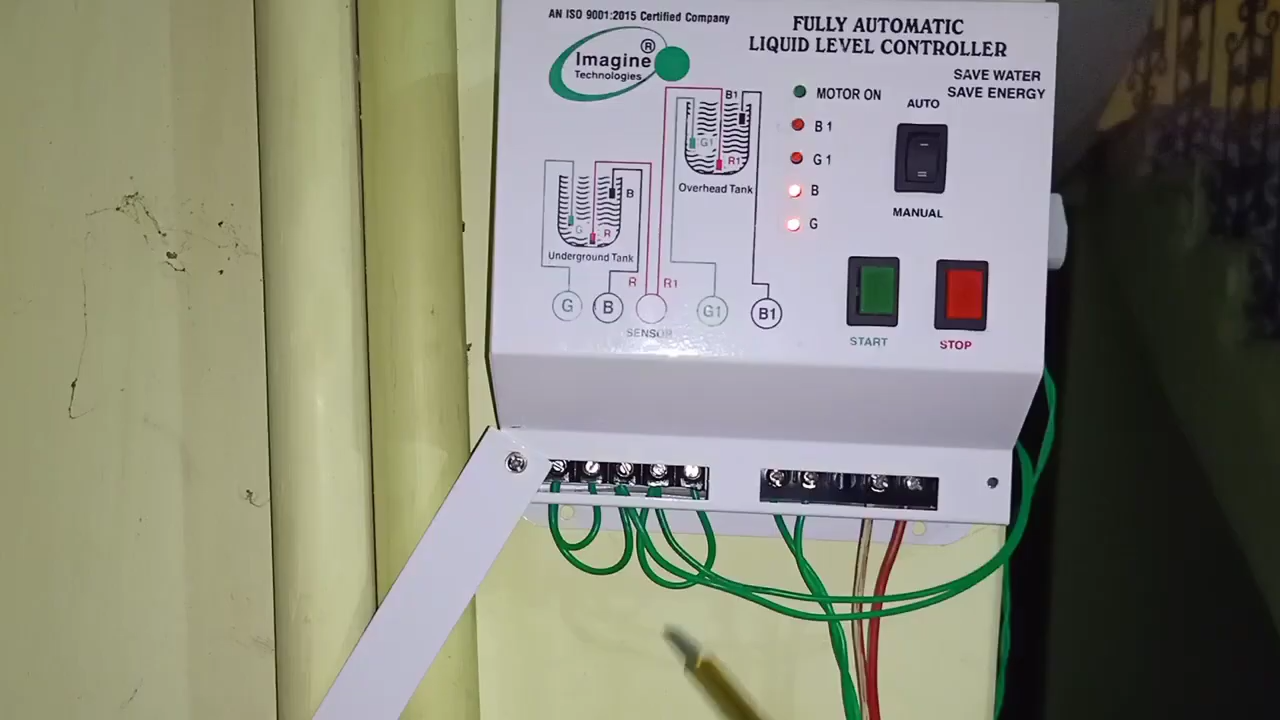 AN ISO 9001:2015 Certified Company
Imagine ®
Technologies
FULLY AUTOMATIC
LIQUID LEVEL CONTROLLER
SAVE WATER
SAVE ENERGY
AUTO
MANUAL
MOTOR ON
B 1
G 1
B
G
B1
G1
R1
Overhead Tank
B
G
R
Underground Tank
R
R1
G
B
G1
B1
SENSOR
START
STOP